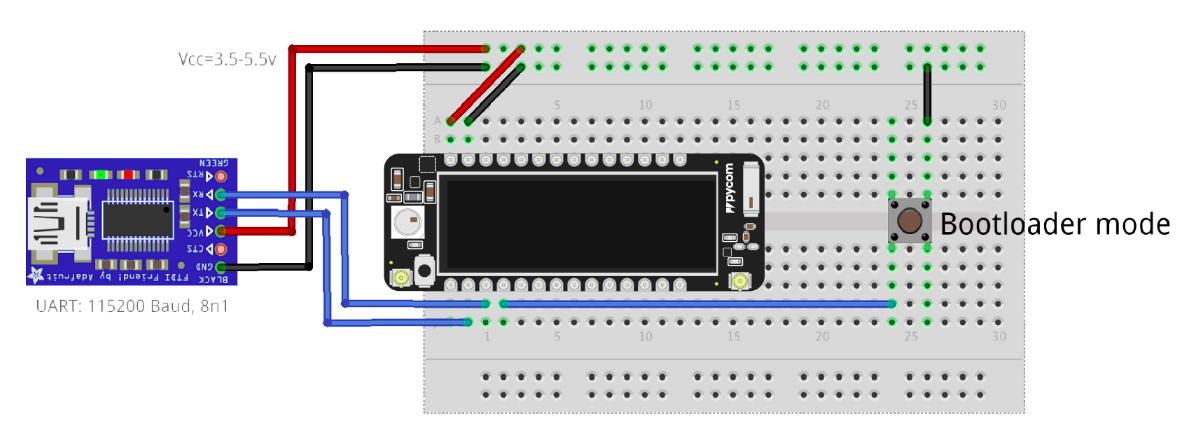 Vcc=3.5-5.5v
5 10 15 20 25 30
A
B
GREEN
RTS
RX
TX
VCC
CTS
GND
BLACK
FTDI Friend! by Adafruit
pycom
Bootloader mode
UART: 115200 Baud, 8n1
1 5 10 15 20 25 30